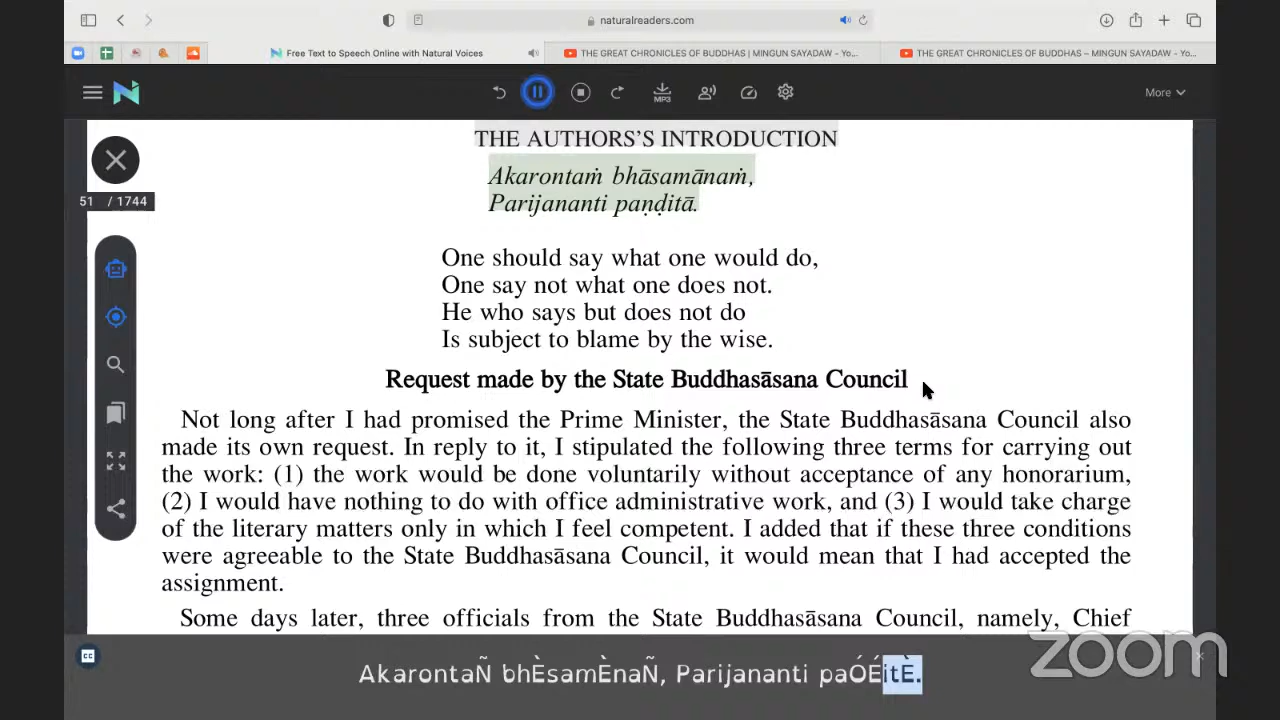 naturalreaders.com
Free Text to Speech Online with Natural Voices
THE GREAT CHRONICLES OF BUDDHAS | MINGUN SAYADAW - Yo...
THE GREAT CHRONICLES OF BUDDHAS – MINGUN SAYADAW - Yo...
MP3
More
51 / 1744
THE AUTHORS'S INTRODUCTION
Akarontaṁ bhāsamānaṁ,
Parijananti paṇḍitā.
One should say what one would do,
One say not what one does not.
He who says but does not do
Is subject to blame by the wise.
Request made by the State Buddhasāsana Council
Not long after I had promised the Prime Minister, the State Buddhasāsana Council also
made its own request. In reply to it, I stipulated the following three terms for carrying out
the work: (1) the work would be done voluntarily without acceptance of any honorarium,
(2) I would have nothing to do with office administrative work, and (3) I would take charge
of the literary matters only in which I feel competent. I added that if these three conditions
were agreeable to the State Buddhasāsana Council, it would mean that I had accepted the
assignment.
Some days later, three officials from the State Buddhasāsana Council, namely, Chief
CC
AkarontaÑ bhÈsamÈnaÑ, Parijananti paÓÉitÈ.
zoom